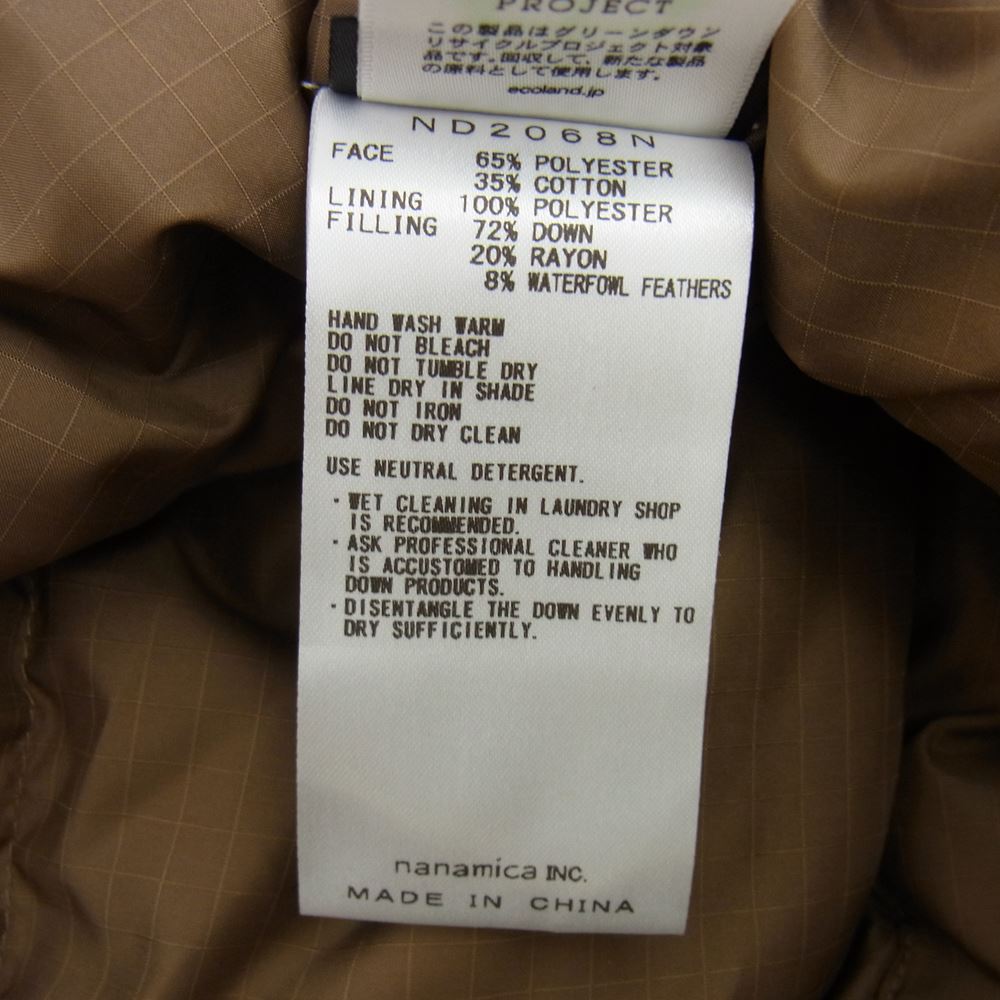 PROJECT
この製品はグリーンダウン
リサイクルプロジェクト対象
品です。回収して、新たな製品
の原料として使用します。
ecoland.jp
ND2068N
FACE 65% POLYESTER
35% COTTON
LINING 100% POLYESTER
FILLING 72% DOWN
20% RAYON
8% WATERFOWL FEATHERS
HAND WASH WARM
DO NOT BLEACH
DO NOT TUMBLE DRY
LINE DRY IN SHADE
DO NOT IRON
DO NOT DRY CLEAN
USE NEUTRAL DETERGENT.
・WET CLEANING IN LAUNDRY SHOP
IS RECOMMENDED.
・ASK PROFESSIONAL CLEANER WHO
IS ACCUSTOMED TO HANDLING
DOWN PRODUCTS.
・DISENTANGLE THE DOWN EVENLY TO
DRY SUFFICIENTLY.
nanamica INC.
MADE IN CHINA